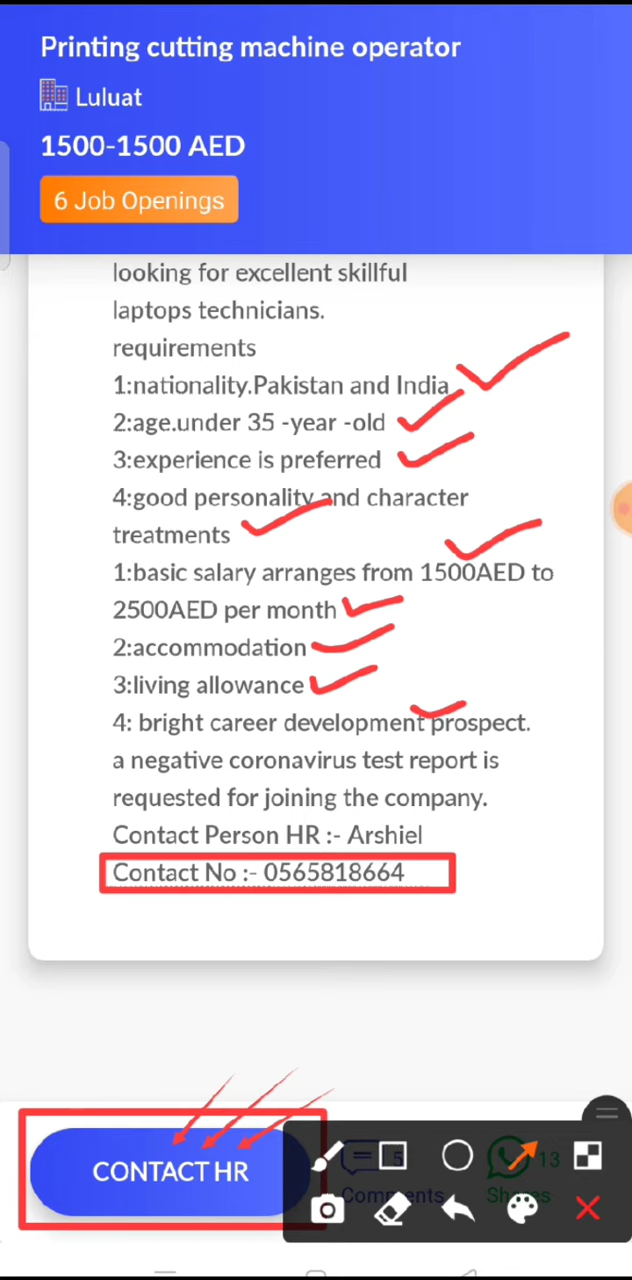 Printing cutting machine operator
Luluat
1500-1500 AED
6 Job Openings
looking for excellent skillful
laptops technicians.
requirements
1:nationality.Pakistan and India
2:age.under 35 -year -old
3:experience is preferred
4:good personality and character
treatments
1:basic salary arranges from 1500AED to
2500AED per month
2:accommodation
3:living allowance
4: bright career development prospect.
a negative coronavirus test report is
requested for joining the company.
Contact Person HR :- Arshiel
Contact No :- 0565818664
CONTACT HR
5
13
Comments
Shares